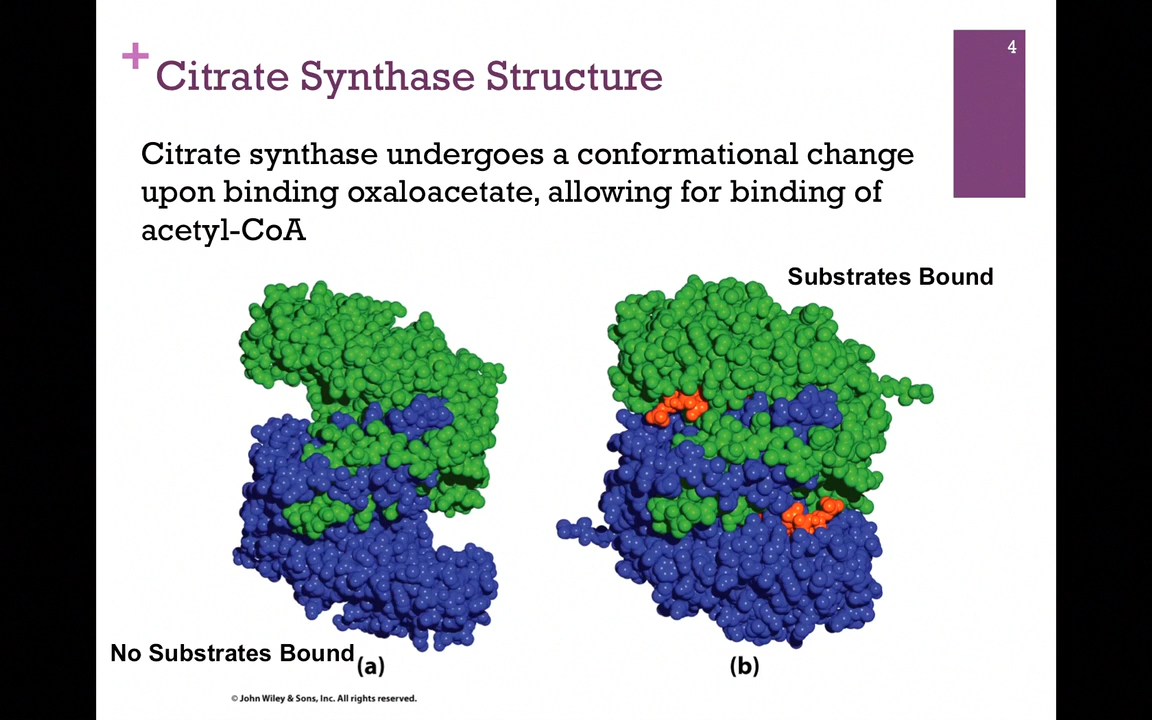 4
+ Citrate Synthase Structure
Citrate synthase undergoes a conformational change
upon binding oxaloacetate, allowing for binding of
acetyl-CoA
Substrates Bound
No Substrates Bound
(a)
(b)
© John Wiley & Sons, Inc. All rights reserved.